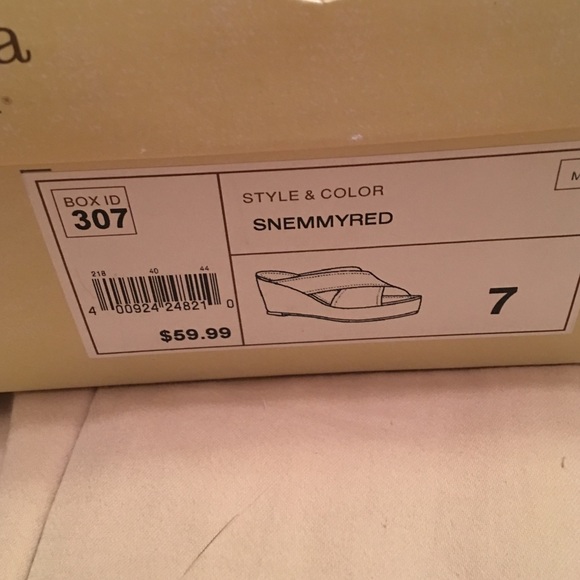 a
BOX ID
307
STYLE & COLOR
SNEMMYRED
218 40 44
4 00924 24821 0
$59.99
7
M